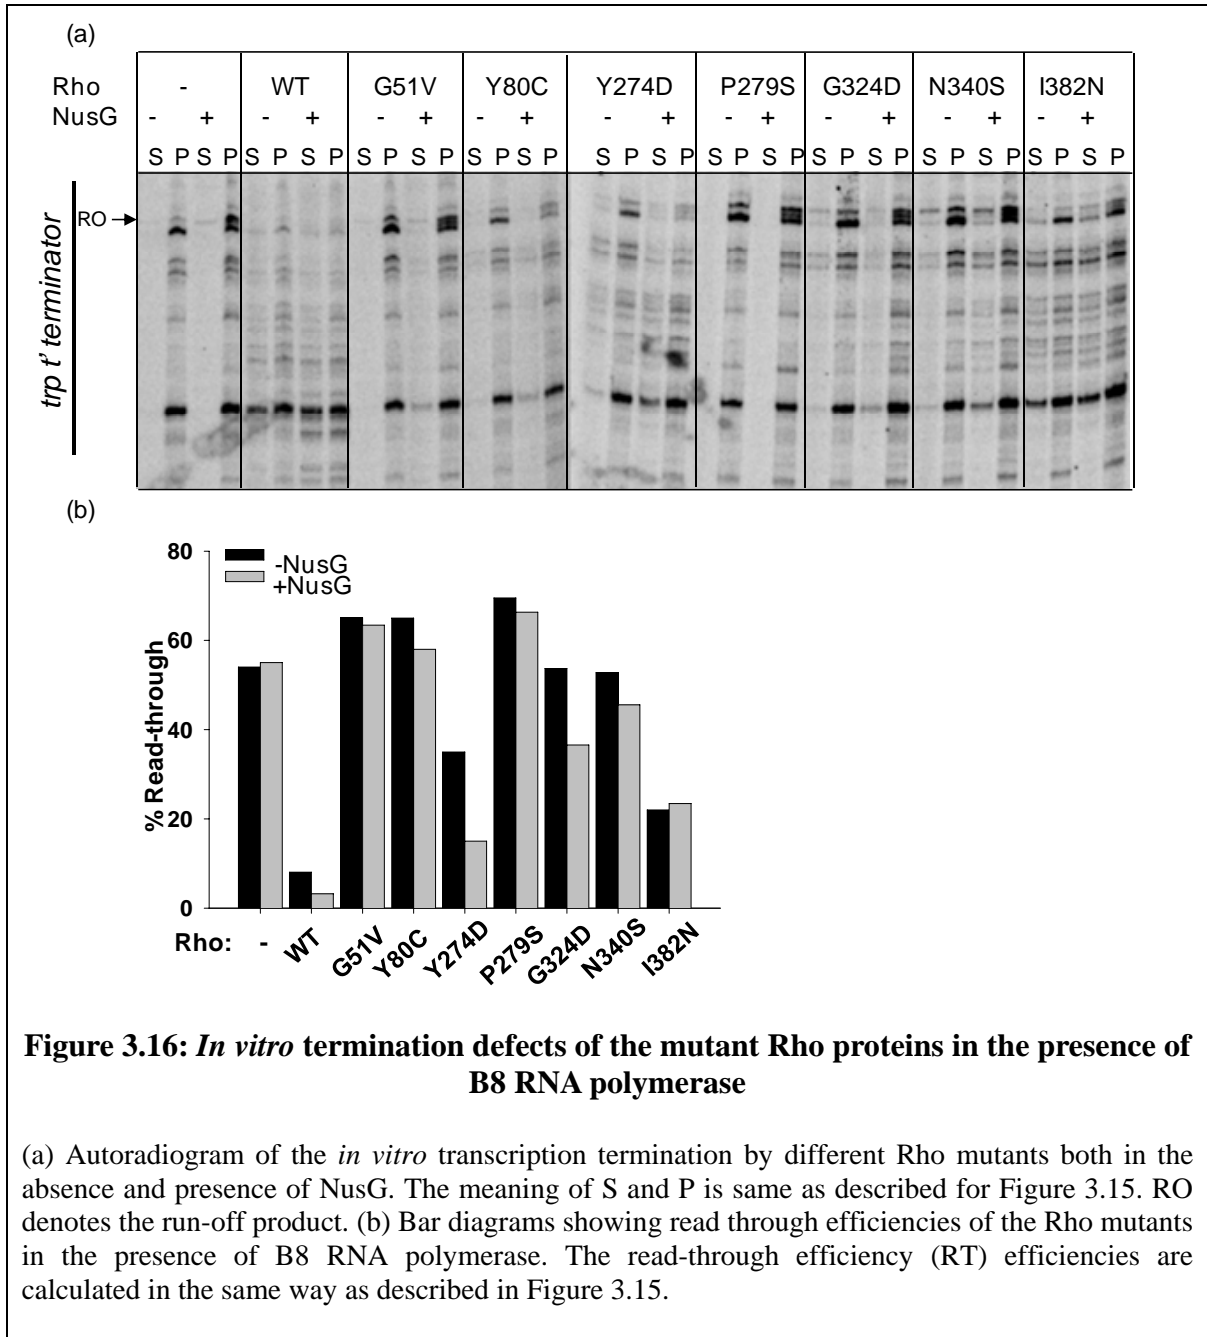 (a)
Rho - WT G51V Y80C Y274D P279S G324D N340S I382N
NusG - + - + - + - + - + - + - + - + - +
S P S P S P S P S P S P S P S P S P S P S P S P S P S P S P S P S P S P
trp t' terminator
RO
(b)
80
-NusG
+NusG
60
40
20
0
% Read-through
Rho: - WT G51V Y80C Y274D P279S G324D N340S I382N
Figure 3.16: In vitro termination defects of the mutant Rho proteins in the presence of
B8 RNA polymerase
(a) Autoradiogram of the in vitro transcription termination by different Rho mutants both in the
absence and presence of NusG. The meaning of S and P is same as described for Figure 3.15. RO
denotes the run-off product. (b) Bar diagrams showing read through efficiencies of the Rho mutants
in the presence of B8 RNA polymerase. The read-through efficiency (RT) efficiencies are
calculated in the same way as described in Figure 3.15.